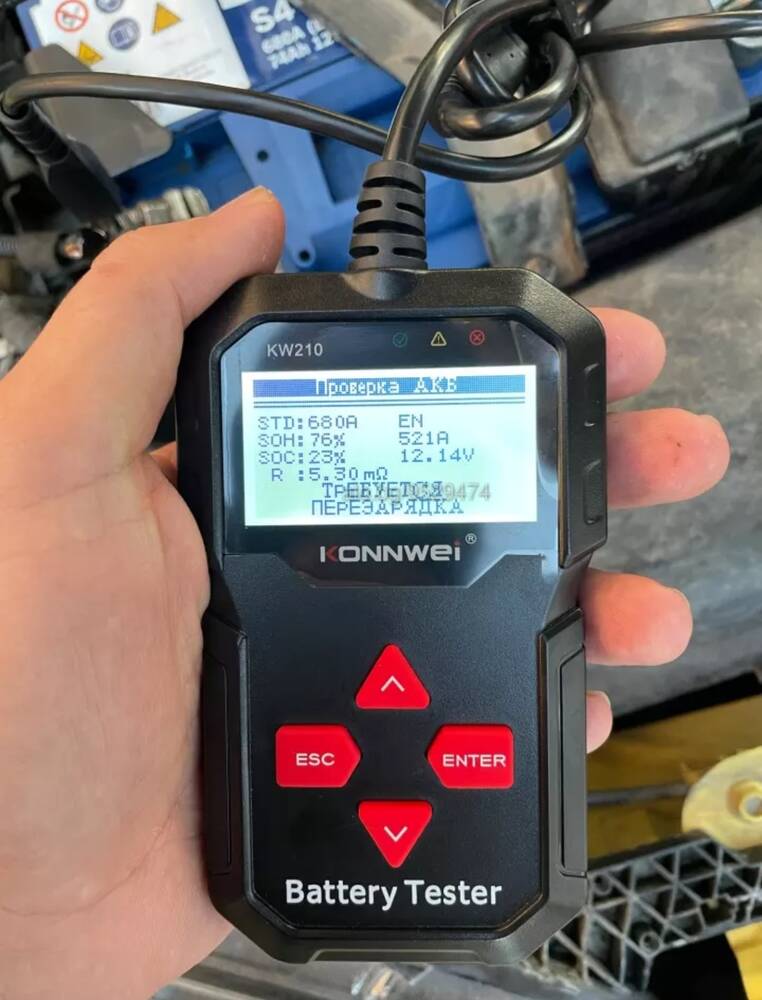 S4
680A (E
74Ah 12
KW210
Проверка АКБ
STD:680A EN
SOH:76% 521A
SOC:23% 12.14V
R :5.30mΩ
ТРЕБУЕТСЯ
ПЕРЕЗАРЯДКА
KONNWEI®
ESC
ENTER
Battery Tester